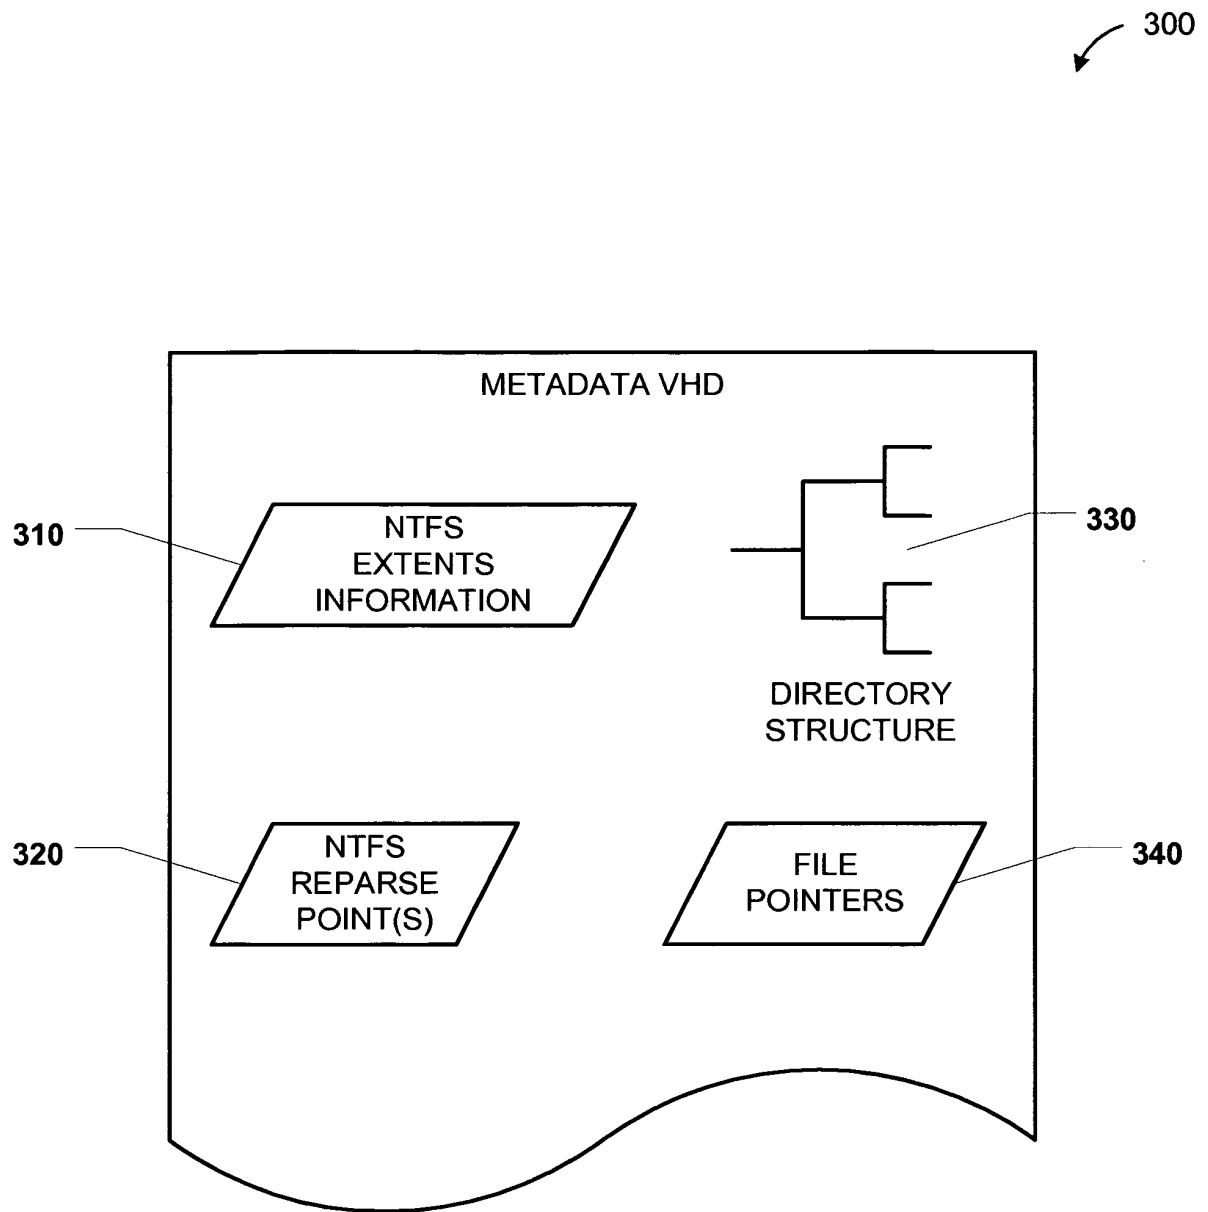 300
METADATA VHD
310
NTFS
EXTENTS
INFORMATION
330
DIRECTORY
STRUCTURE
320
NTFS
REPARSE
POINT(S)
FILE
POINTERS
340